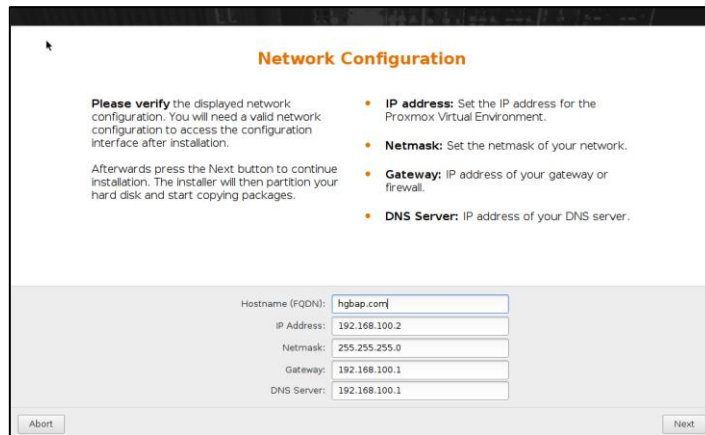 Network Configuration
Please verify the displayed network
configuration. You will need a valid network
configuration to access the configuration
interface after installation.
Afterwards press the Next button to continue
installation. The installer will then partition your
hard disk and start copying packages.
• IP address: Set the IP address for the
Proxmox Virtual Environment.
• Netmask: Set the netmask of your network.
• Gateway: IP address of your gateway or
firewall.
• DNS Server: IP address of your DNS server.
Hostname (FQDN): hgbap.com
IP Address: 192.168.100.2
Netmask: 255.255.255.0
Gateway: 192.168.100.1
DNS Server: 192.168.100.1
Abort
Next